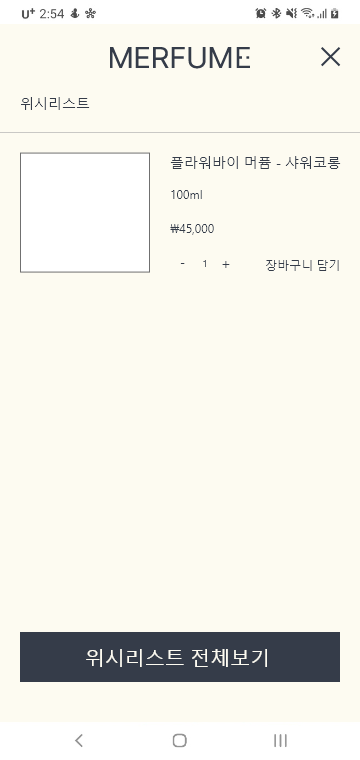 U+ 2:54
MERFUME
위시리스트
플라워바이 머퓸 - 샤워코롱
100ml
₩45,000
- 1 + 장바구니 담기
위시리스트 전체보기